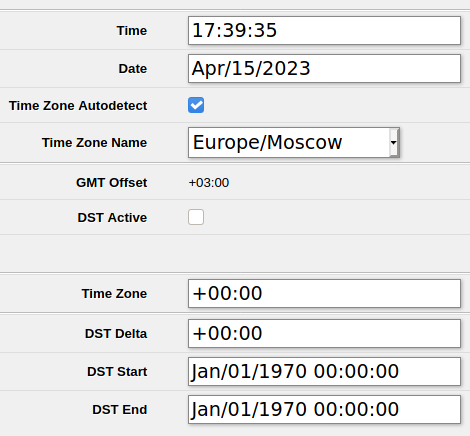 Time 17:39:35
Date Apr/15/2023
Time Zone Autodetect
Time Zone Name Europe/Moscow
GMT Offset +03:00
DST Active
Time Zone +00:00
DST Delta +00:00
DST Start Jan/01/1970 00:00:00
DST End Jan/01/1970 00:00:00